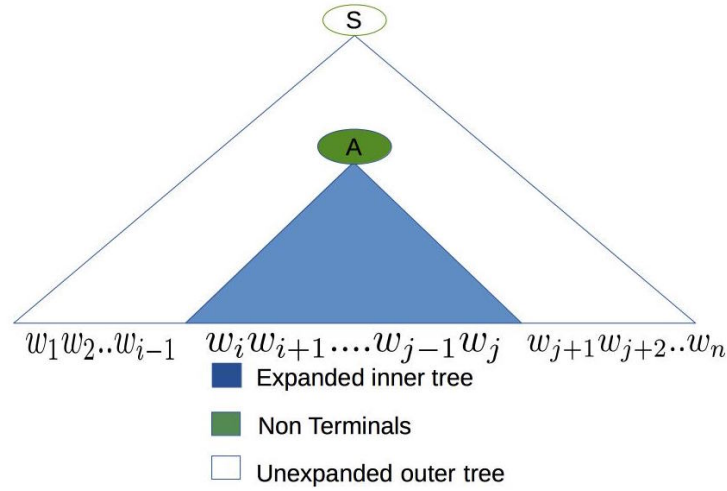 S
A
w₁w₂..wᵢ₋₁ wᵢwᵢ₊₁....wⱼ₋₁wⱼ wⱼ₊₁wⱼ₊₂..wₙ
Expanded inner tree
Non Terminals
Unexpanded outer tree